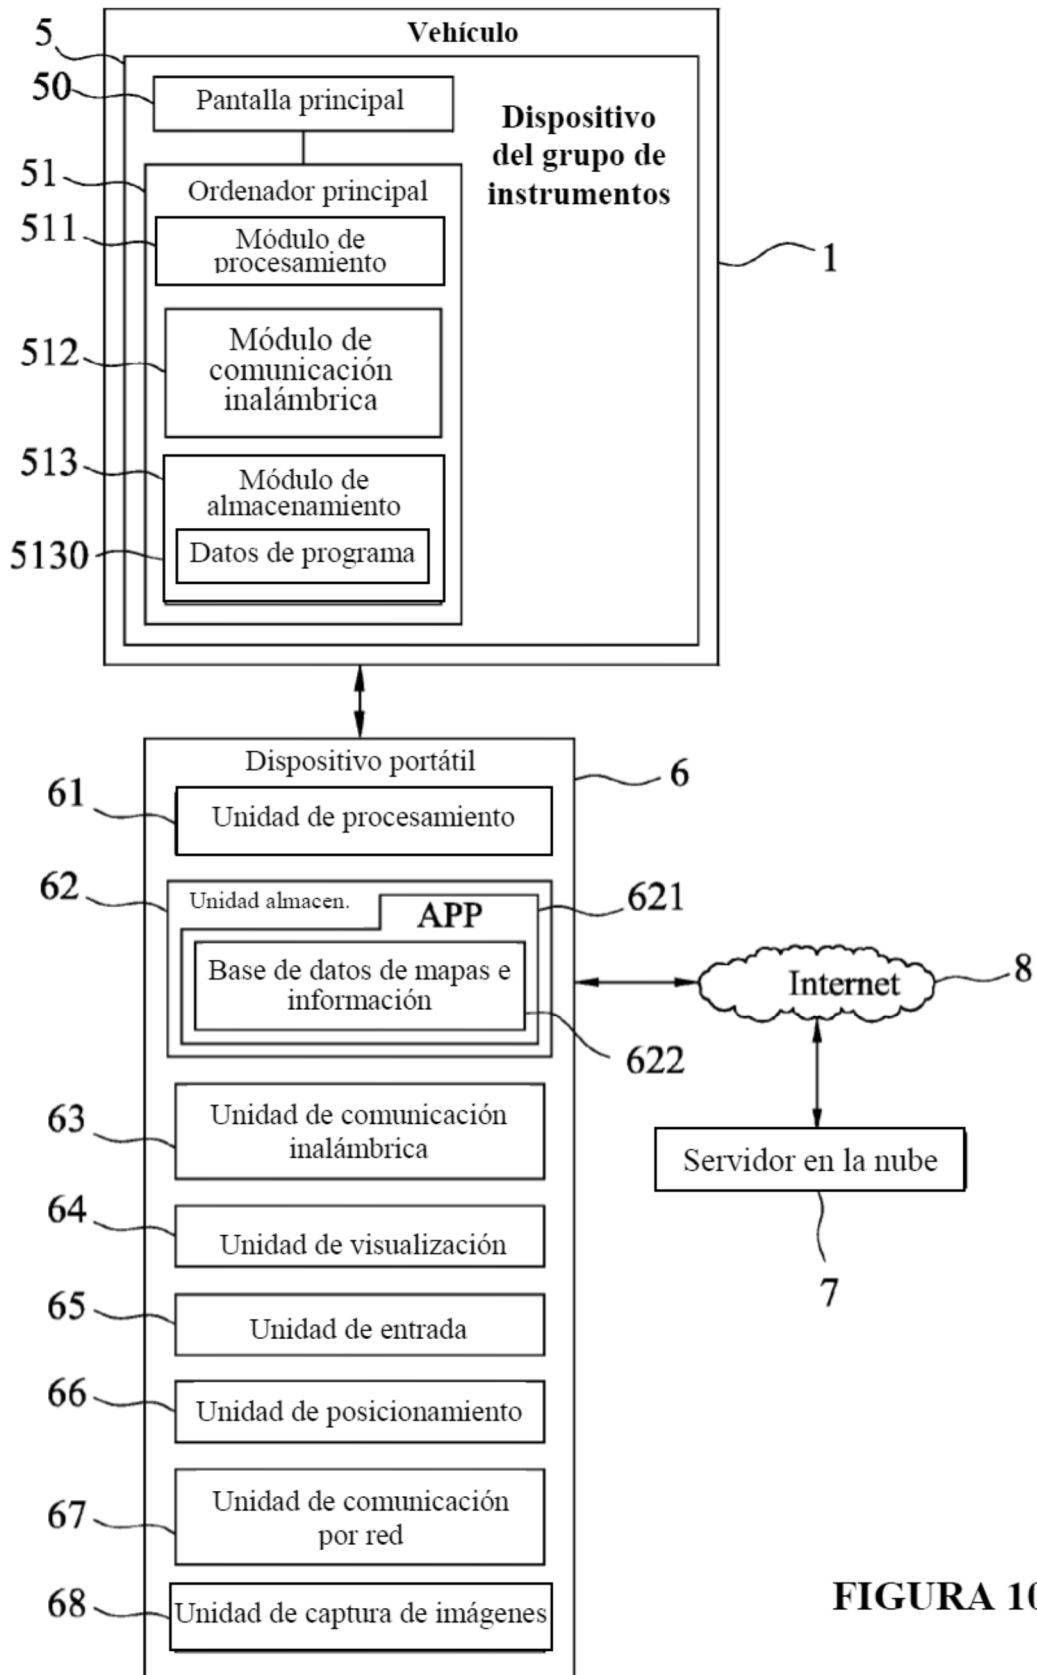 Vehículo
5
50
Pantalla principal
Dispositivo
del grupo de
instrumentos
51
Ordenador principal
511
Módulo de
procesamiento
1
512
Módulo de
comunicación
inalámbrica
513
Módulo de
almacenamiento
5130
Datos de programa
Dispositivo portátil
6
61
Unidad de procesamiento
62
Unidad almacen.
APP
621
Base de datos de mapas e
información
622
Internet
8
63
Unidad de comunicación
inalámbrica
Servidor en la nube
7
64
Unidad de visualización
65
Unidad de entrada
66
Unidad de posicionamiento
67
Unidad de comunicación
por red
68
Unidad de captura de imágenes
FIGURA 10